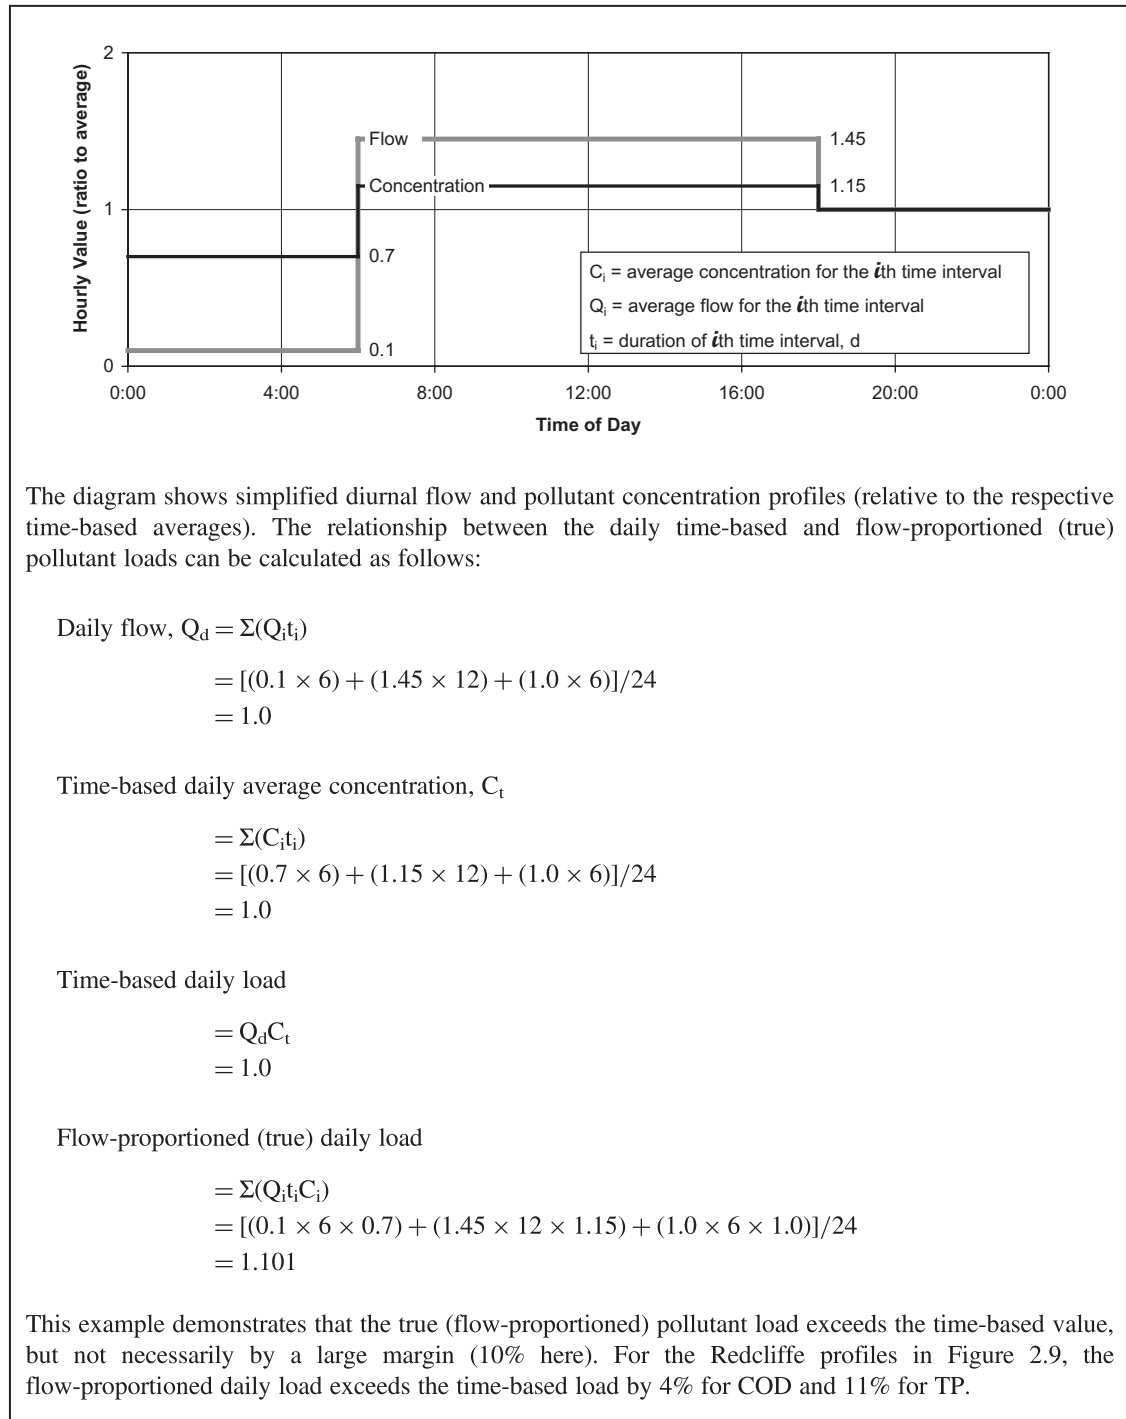 2
Hourly Value (ratio to average)
Flow
1.45
Concentration
1.15
1
0.7
C_i = average concentration for the ith time interval
Q_i = average flow for the ith time interval
t_i = duration of ith time interval, d
0.1
0
0:00 4:00 8:00 12:00 16:00 20:00 0:00
Time of Day
The diagram shows simplified diurnal flow and pollutant concentration profiles (relative to the respective
time-based averages). The relationship between the daily time-based and flow-proportioned (true)
pollutant loads can be calculated as follows:
Daily flow, Q_d = Σ(Q_i t_i)
= [(0.1 × 6) + (1.45 × 12) + (1.0 × 6)]/24
= 1.0
Time-based daily average concentration, C_t
= Σ(C_i t_i)
= [(0.7 × 6) + (1.15 × 12) + (1.0 × 6)]/24
= 1.0
Time-based daily load
= Q_d C_t
= 1.0
Flow-proportioned (true) daily load
= Σ(Q_i t_i C_i)
= [(0.1 × 6 × 0.7) + (1.45 × 12 × 1.15) + (1.0 × 6 × 1.0)]/24
= 1.101
This example demonstrates that the true (flow-proportioned) pollutant load exceeds the time-based value,
but not necessarily by a large margin (10% here). For the Redcliffe profiles in Figure 2.9, the
flow-proportioned daily load exceeds the time-based load by 4% for COD and 11% for TP.